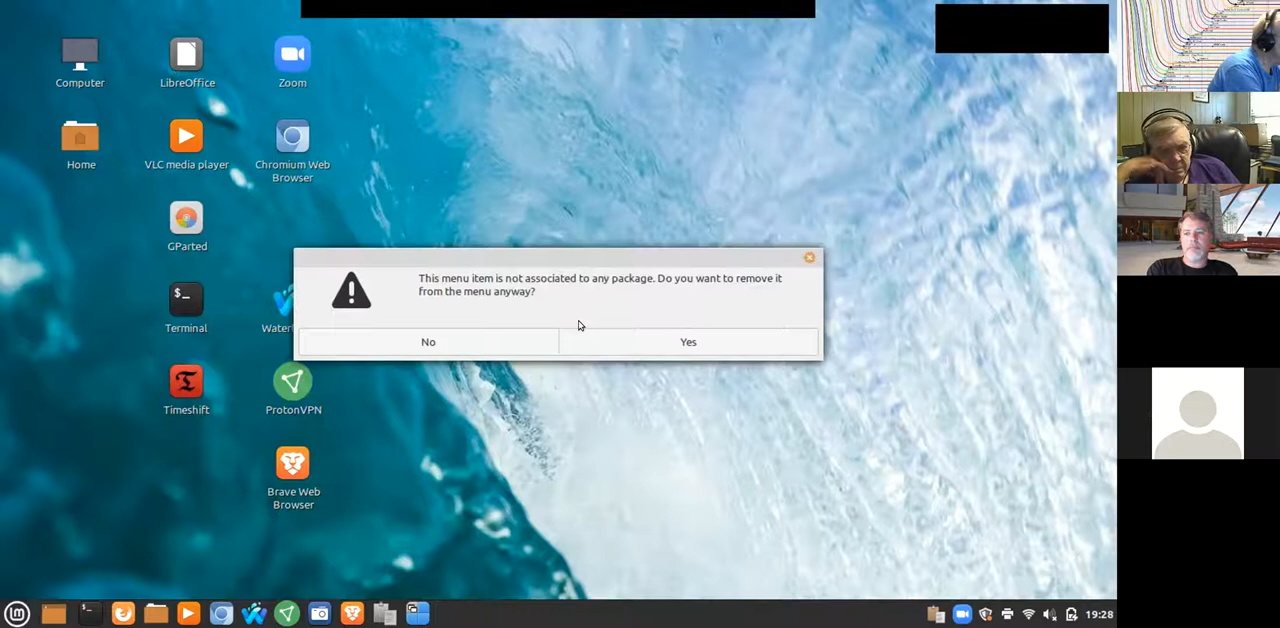 Computer
LibreOffice
Zoom
Home
VLC media player
Chromium Web
Browser
GParted
This menu item is not associated to any package. Do you want to remove it
from the menu anyway?
No
Yes
$_
Terminal
Timeshift
ProtonVPN
Brave Web
Browser
19:28